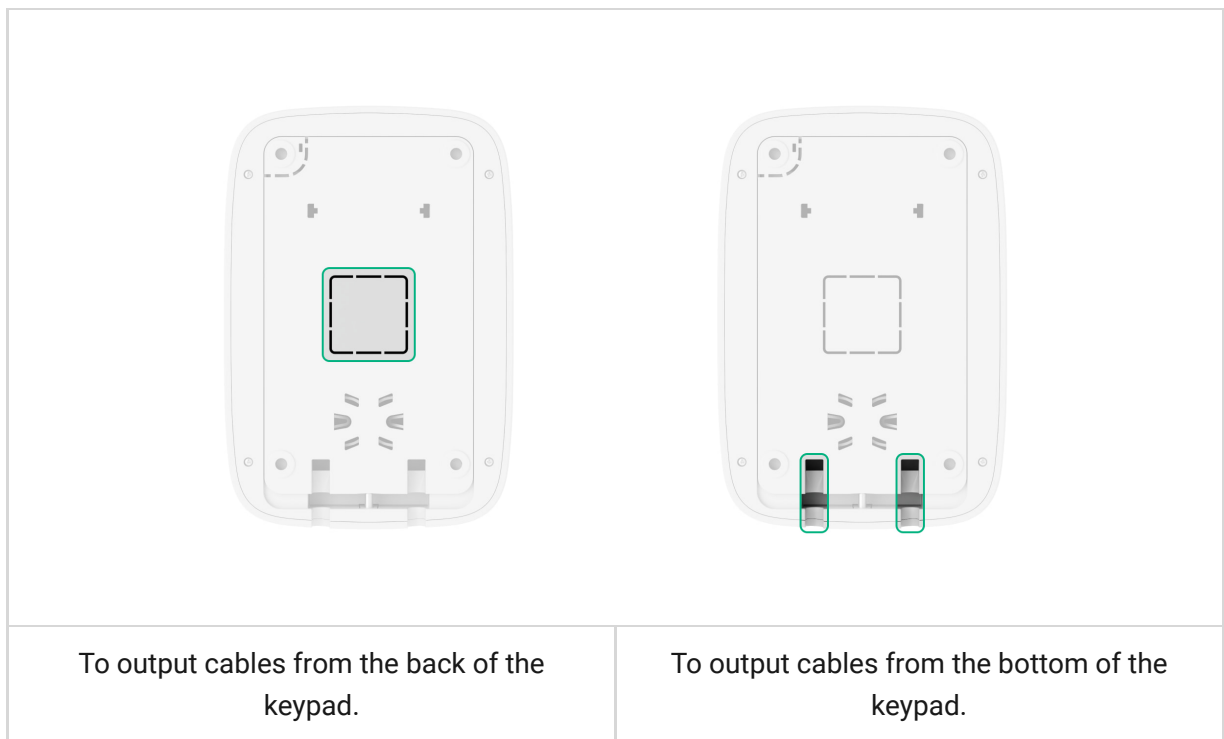 To output cables from the back of the
keypad.
To output cables from the bottom of the
keypad.